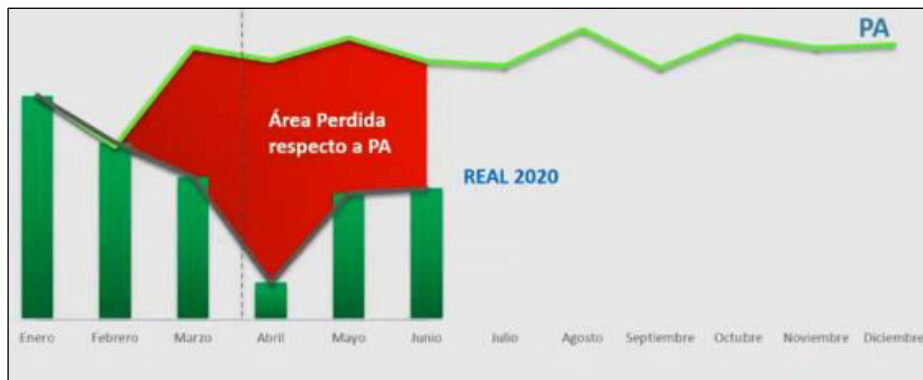 PA
Área Perdida
respecto a PA
REAL 2020
Enero Febrero Marzo Abril Mayo Junio Julio Agosto Septiembre Octubre Noviembre Diciembre